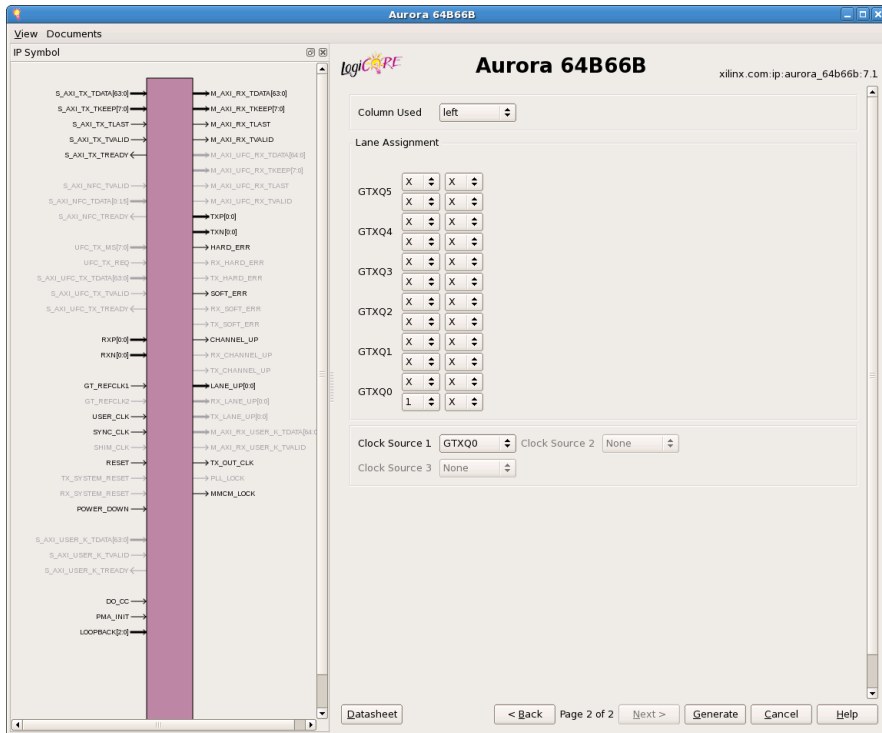 Aurora 64B66B
View Documents
IP Symbol
S_AXI_TX_TDATA[63:0]
S_AXI_TX_TKEEP[7:0]
S_AXI_TX_TLAST
S_AXI_TX_TVALID
S_AXI_TX_TREADY
S_AXI_NFC_TVALID
S_AXI_NFC_TDATA[0:15]
S_AXI_NFC_TREADY
UFC_TX_MS[7:0]
UFC_TX_REQ
S_AXI_UFC_TX_TDATA[63:0]
S_AXI_UFC_TX_TVALID
S_AXI_UFC_TX_TREADY
RXP[0:0]
RXN[0:0]
GT_REFCLK1
GT_REFCLK2
USER_CLK
SYNC_CLK
SHIM_CLK
RESET
TX_SYSTEM_RESET
RX_SYSTEM_RESET
POWER_DOWN
S_AXI_USER_K_TDATA[63:0]
S_AXI_USER_K_TVALID
S_AXI_USER_K_TREADY
DO_CC
PMA_INIT
LOOPBACK[2:0]
M_AXI_RX_TDATA[63:0]
M_AXI_RX_TKEEP[7:0]
M_AXI_RX_TLAST
M_AXI_RX_TVALID
M_AXI_UFC_RX_TDATA[64:0]
M_AXI_UFC_RX_TKEEP[7:0]
M_AXI_UFC_RX_TLAST
M_AXI_UFC_RX_TVALID
TXP[0:0]
TXN[0:0]
HARD_ERR
RX_HARD_ERR
TX_HARD_ERR
SOFT_ERR
RX_SOFT_ERR
TX_SOFT_ERR
CHANNEL_UP
RX_CHANNEL_UP
TX_CHANNEL_UP
LANE_UP[0:0]
RX_LANE_UP[0:0]
TX_LANE_UP[0:0]
M_AXI_RX_USER_K_TDATA[64:0
M_AXI_RX_USER_K_TVALID
TX_OUT_CLK
PLL_LOCK
MMCM_LOCK
LogiCORE
Aurora 64B66B
xilinx.com:ip:aurora_64b66b:7.1
Column Used left
Lane Assignment
GTXQ5
X X
X X
GTXQ4
X X
X X
GTXQ3
X X
X X
GTXQ2
X X
X X
GTXQ1
X X
X X
GTXQ0
X X
1 X
Clock Source 1 GTXQ0 Clock Source 2 None
Clock Source 3 None
Datasheet < Back Page 2 of 2 Next > Generate Cancel Help